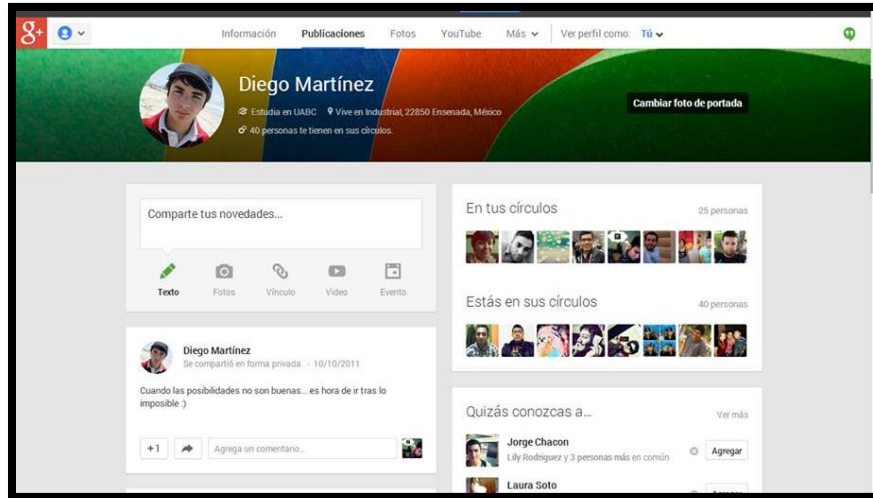 g+
Información Publicaciones Fotos YouTube Más Ver perfil como: Tú
Diego Martínez
Estudia en UABC Vive en Industrial, 22850 Ensenada, México
40 personas te tienen en sus círculos.
Cambiar foto de portada
Comparte tus novedades...
Texto Fotos Vínculo Video Evento
Diego Martínez
Se compartió en forma privada. - 10/10/2011
Cuando las posibilidades no son buenas... es hora de ir tras lo
imposible :)
+1 Agrega un comentario...
En tus círculos 25 personas
Estás en sus círculos 40 personas
Quizás conozcas a... Ver más
Jorge Chacon
Lily Rodriguez y 3 personas más en común Agregar
Laura Soto